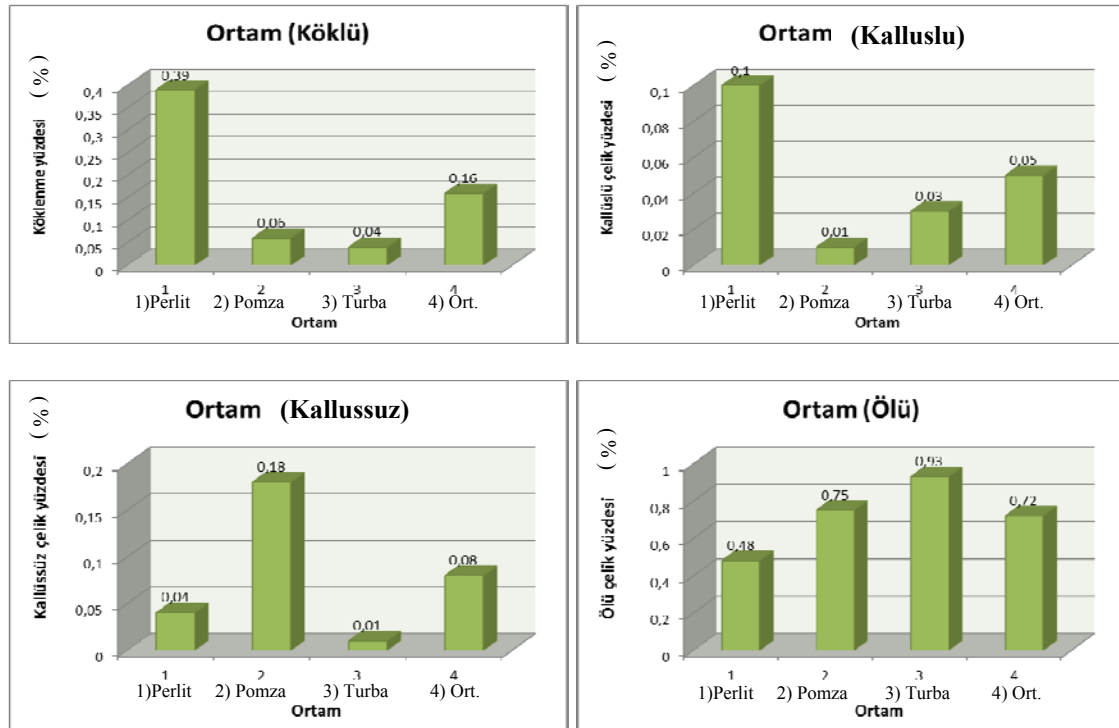 Ortam (Köklü)
Köklenme yüzdesi ( % )
0,4
0,35
0,3
0,25
0,2
0,15
0,1
0,05
0
0,39
0,06
0,04
0,16
1 2 3 4
1)Perlit 2) Pomza 3) Turba 4) Ort.
Ortam
Ortam (Kalluslu)
Kallüslü çelik yüzdesi ( % )
0,1
0,08
0,06
0,04
0,02
0
0,1
0,01
0,03
0,05
1 2 3 4
1)Perlit 2) Pomza 3) Turba 4) Ort.
Ortam
Ortam (Kallussuz)
Kallüssüz çelik yüzdesi ( % )
0,2
0,15
0,1
0,05
0
0,04
0,18
0,01
0,08
1 2 3 4
1)Perlit 2) Pomza 3) Turba 4) Ort.
Ortam
Ortam (Ölü)
Ölü çelik yüzdesi ( % )
1
0,8
0,6
0,4
0,2
0
0,48
0,75
0,93
0,72
1 2 3 4
1)Perlit 2) Pomza 3) Turba 4) Ort.
Ortam